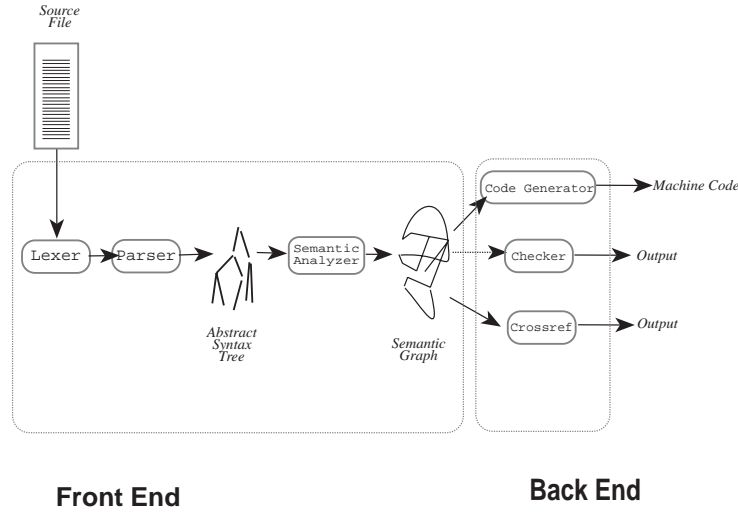 Source
File
Code Generator
Machine Code
Lexer
Parser
Semantic
Analyzer
Checker
Output
Abstract
Syntax
Tree
Semantic
Graph
Crossref
Output
Front End
Back End